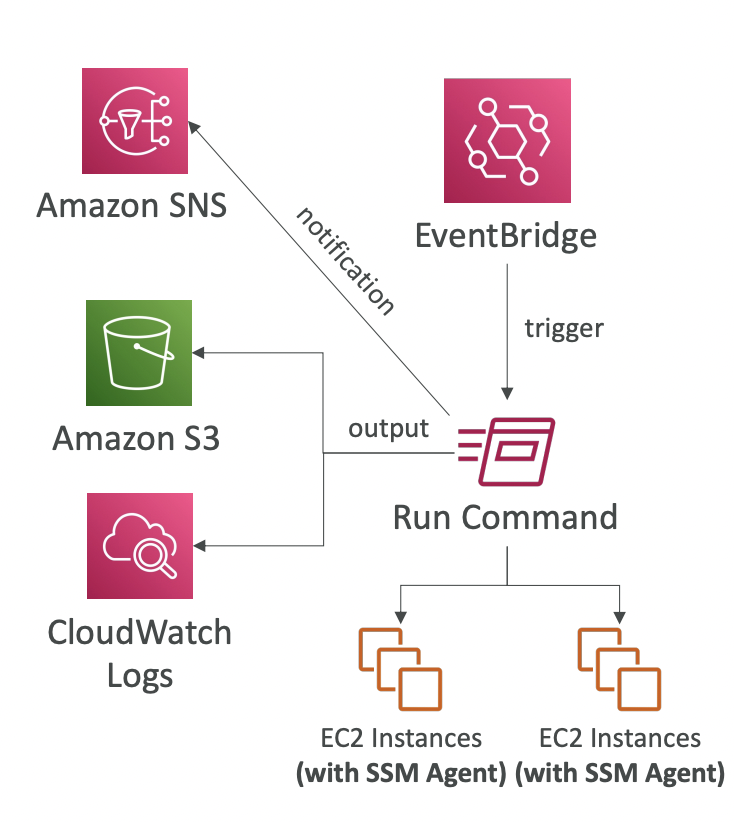 Amazon SNS
EventBridge
notification
trigger
Amazon S3
output
Run Command
CloudWatch
Logs
EC2 Instances
(with SSM Agent)
EC2 Instances
(with SSM Agent)